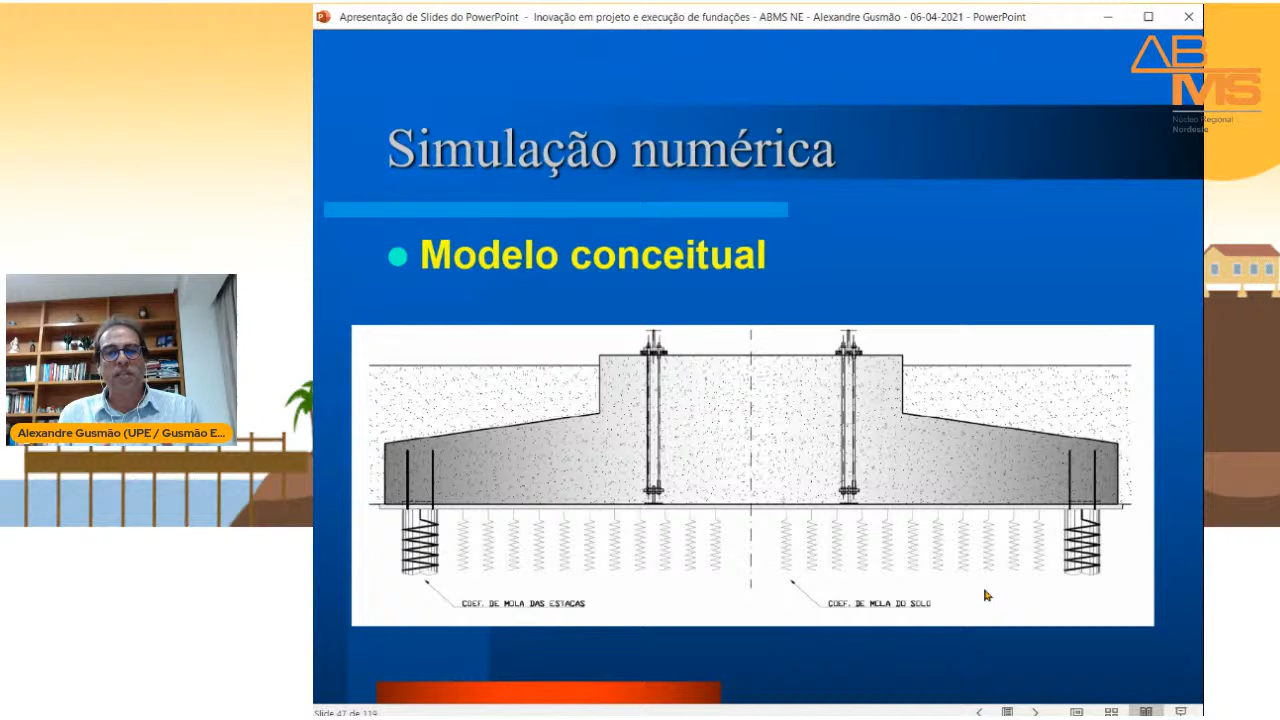 Apresentação de Slides do PowerPoint - Inovação em projeto e execução de fundações - ABMS NE - Alexandre Gusmão - 06-04-2021 - PowerPoint
AB
MS
Núcleo Regional
Nordeste
Simulação numérica
Modelo conceitual
Alexandre Gusmão (UPE / Gusmão E...
COEF. DE MOLA DAS ESTACAS
COEF. DE MOLA DO SOLO
Slide 47 de 119